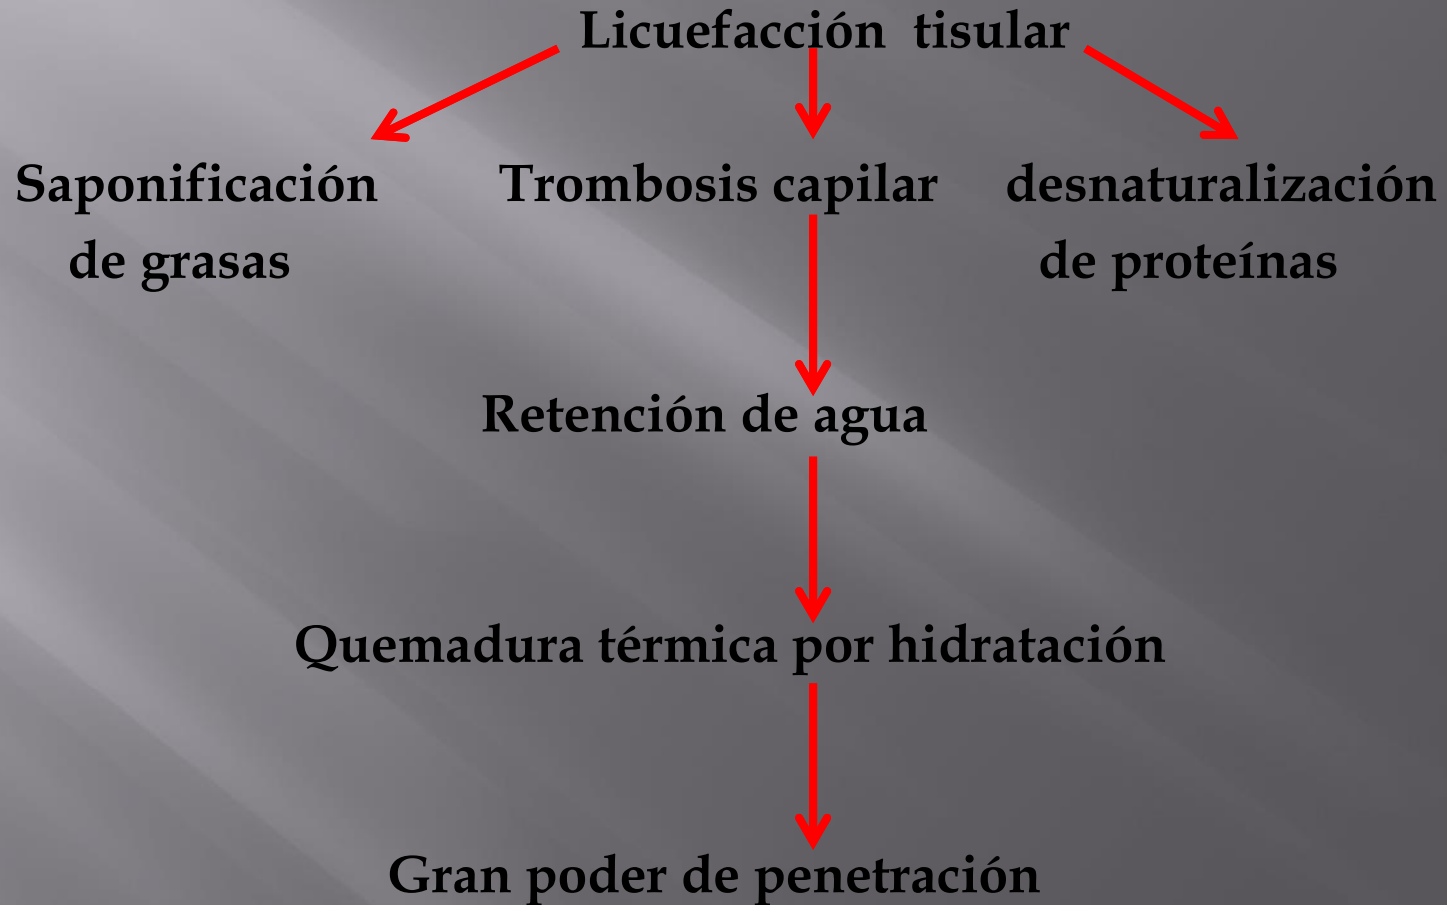 Licuefacción tisular
Saponificación Trombosis capilar desnaturalización
de grasas de proteínas
Retención de agua
Quemadura térmica por hidratación
Gran poder de penetración